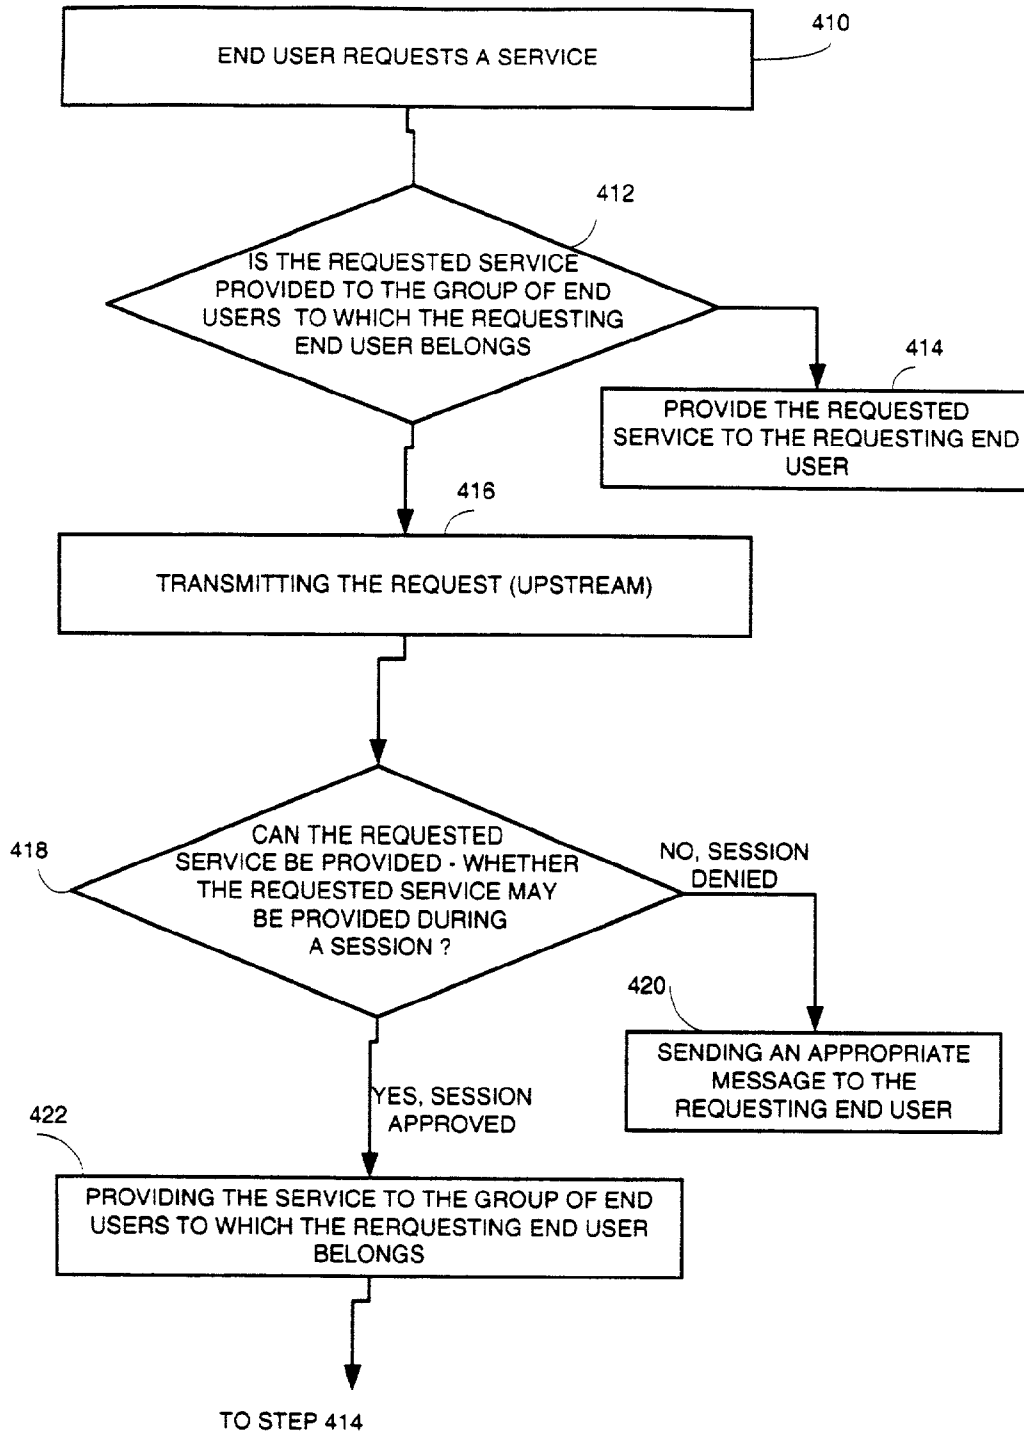 410
END USER REQUESTS A SERVICE
412
IS THE REQUESTED SERVICE
PROVIDED TO THE GROUP OF END
USERS TO WHICH THE REQUESTING
END USER BELONGS
414
PROVIDE THE REQUESTED
SERVICE TO THE REQUESTING END
USER
416
TRANSMITTING THE REQUEST (UPSTREAM)
418
CAN THE REQUESTED
SERVICE BE PROVIDED - WHETHER
THE REQUESTED SERVICE MAY
BE PROVIDED DURING
A SESSION ?
NO, SESSION
DENIED
420
SENDING AN APPROPRIATE
MESSAGE TO THE
REQUESTING END USER
YES, SESSION
APPROVED
422
PROVIDING THE SERVICE TO THE GROUP OF END
USERS TO WHICH THE RERQUESTING END USER
BELONGS
TO STEP 414